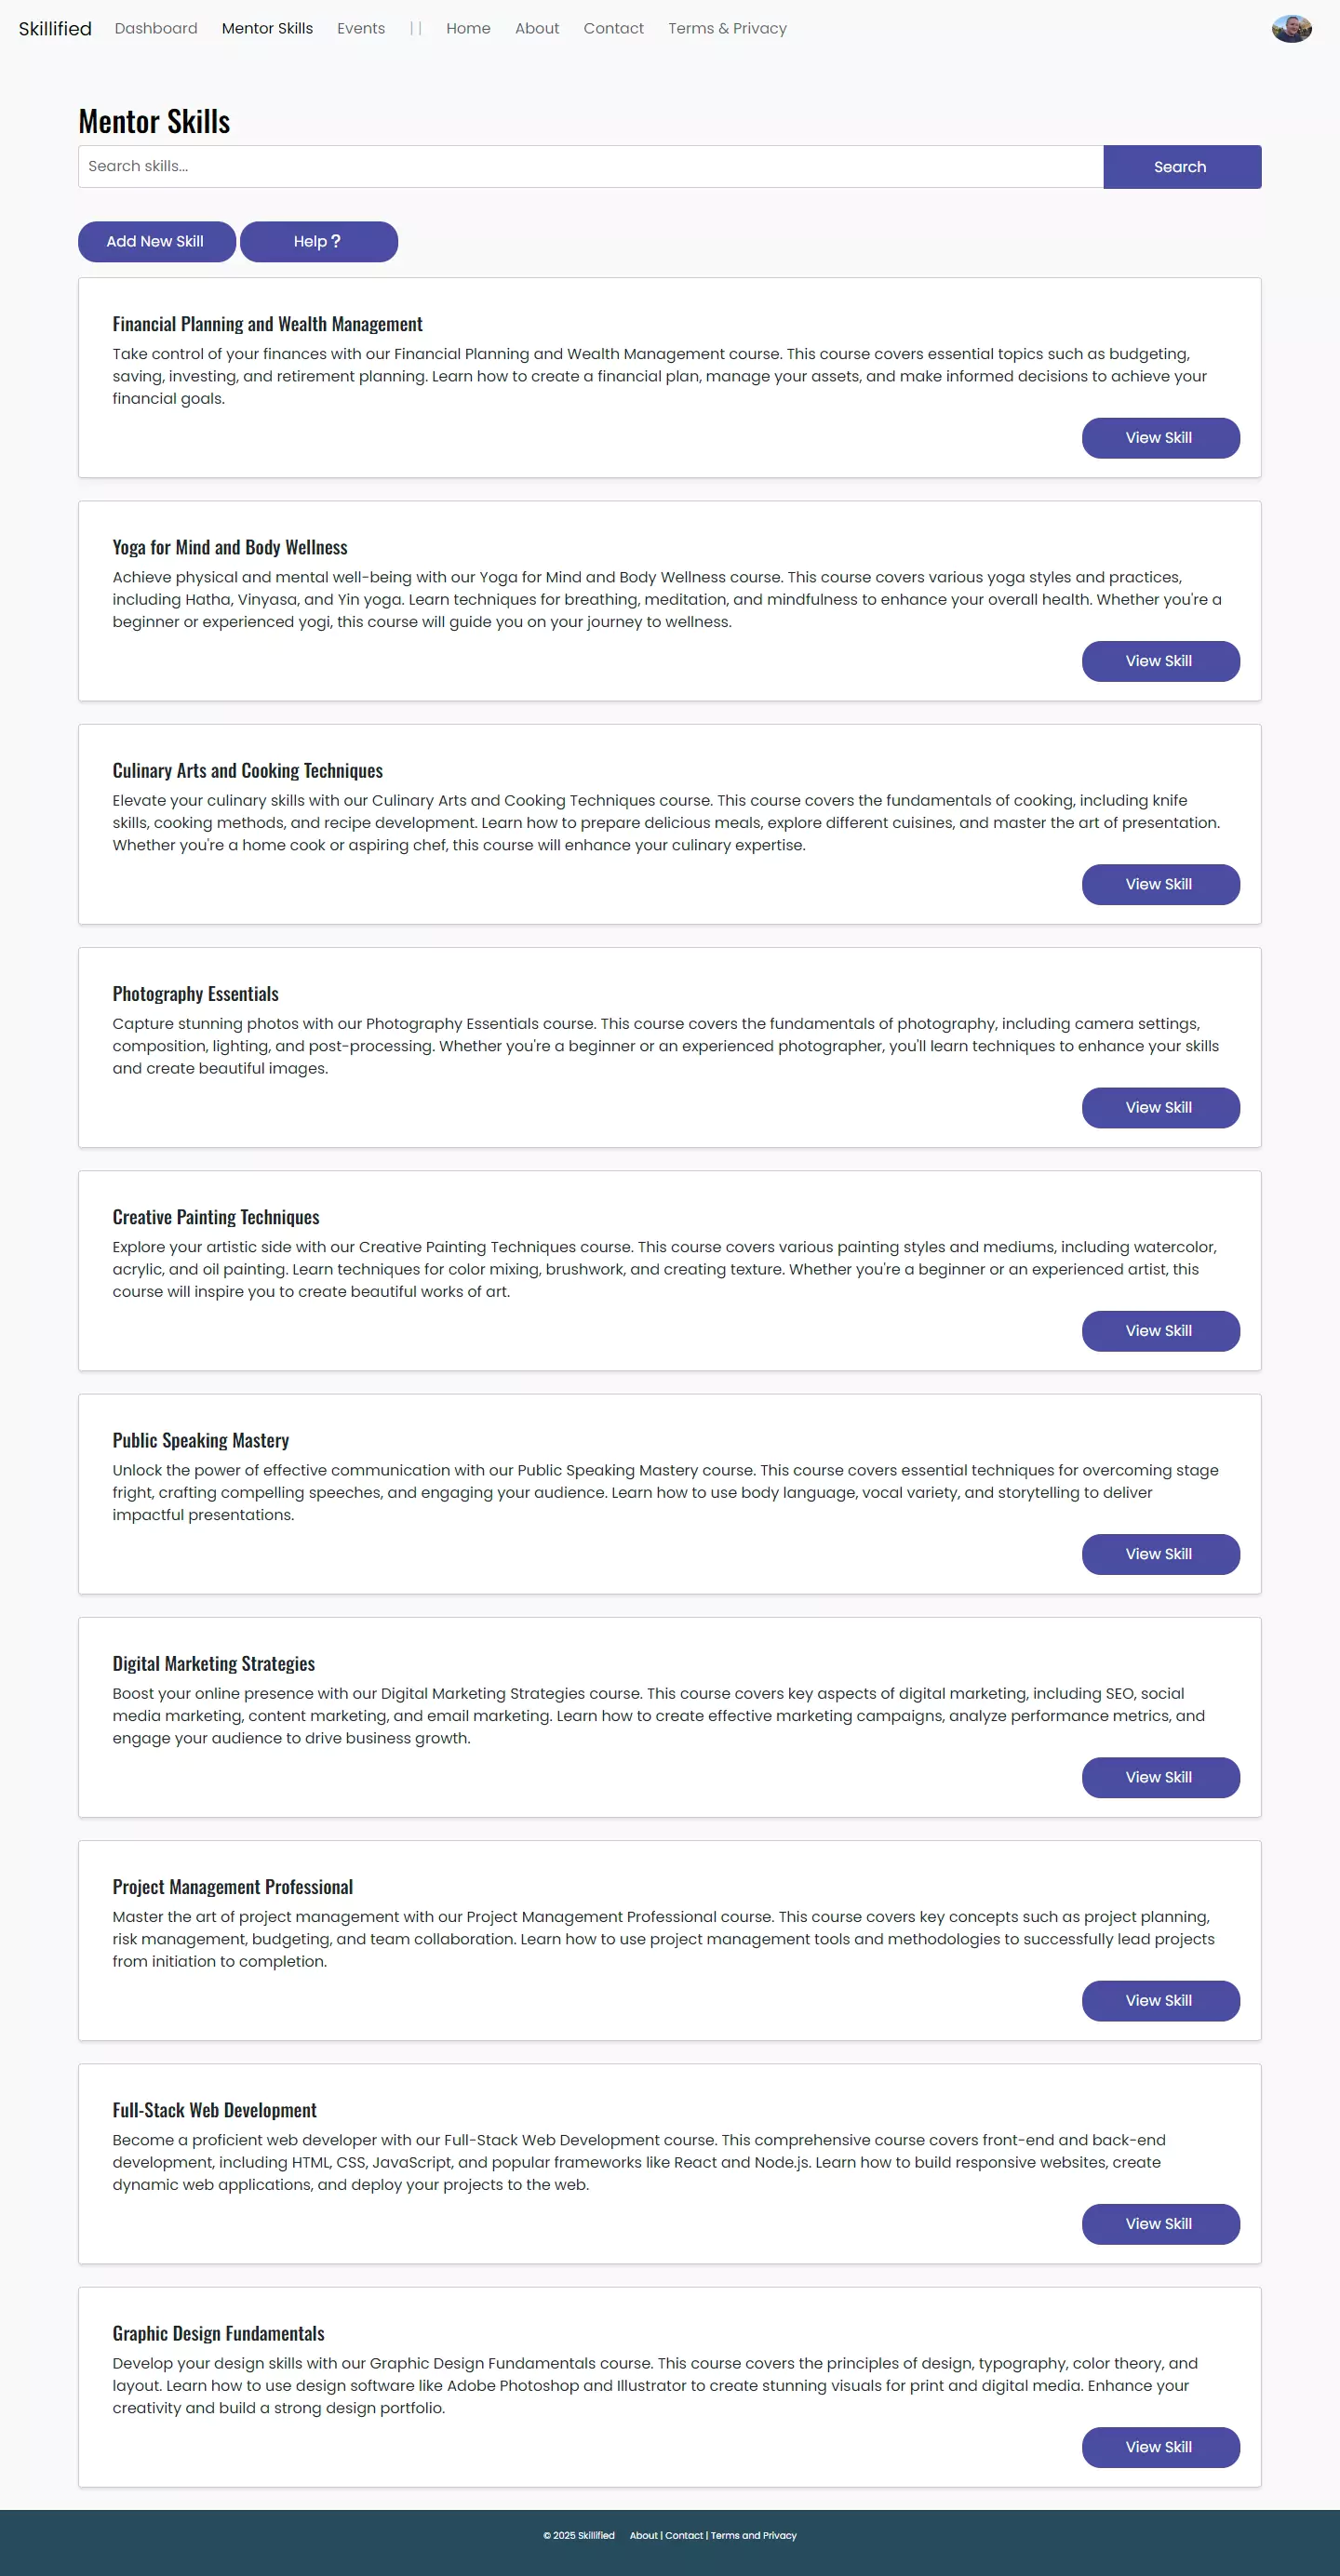 Skillified Dashboard Mentor Skills Events || Home About Contact Terms & Privacy
Mentor Skills
Search skills...
Search
Add New Skill
Help ?
Financial Planning and Wealth Management
Take control of your finances with our Financial Planning and Wealth Management course. This course covers essential topics such as budgeting,
saving, investing, and retirement planning. Learn how to create a financial plan, manage your assets, and make informed decisions to achieve your
financial goals.
View Skill
Yoga for Mind and Body Wellness
Achieve physical and mental well-being with our Yoga for Mind and Body Wellness course. This course covers various yoga styles and practices,
including Hatha, Vinyasa, and Yin yoga. Learn techniques for breathing, meditation, and mindfulness to enhance your overall health. Whether you're a
beginner or experienced yogi, this course will guide you on your journey to wellness.
View Skill
Culinary Arts and Cooking Techniques
Elevate your culinary skills with our Culinary Arts and Cooking Techniques course. This course covers the fundamentals of cooking, including knife
skills, cooking methods, and recipe development. Learn how to prepare delicious meals, explore different cuisines, and master the art of presentation.
Whether you're a home cook or aspiring chef, this course will enhance your culinary expertise.
View Skill
Photography Essentials
Capture stunning photos with our Photography Essentials course. This course covers the fundamentals of photography, including camera settings,
composition, lighting, and post-processing. Whether you're a beginner or an experienced photographer, you'll learn techniques to enhance your skills
and create beautiful images.
View Skill
Creative Painting Techniques
Explore your artistic side with our Creative Painting Techniques course. This course covers various painting styles and mediums, including watercolor,
acrylic, and oil painting. Learn techniques for color mixing, brushwork, and creating texture. Whether you're a beginner or an experienced artist, this
course will inspire you to create beautiful works of art.
View Skill
Public Speaking Mastery
Unlock the power of effective communication with our Public Speaking Mastery course. This course covers essential techniques for overcoming stage
fright, crafting compelling speeches, and engaging your audience. Learn how to use body language, vocal variety, and storytelling to deliver
impactful presentations.
View Skill
Digital Marketing Strategies
Boost your online presence with our Digital Marketing Strategies course. This course covers key aspects of digital marketing, including SEO, social
media marketing, content marketing, and email marketing. Learn how to create effective marketing campaigns, analyze performance metrics, and
engage your audience to drive business growth.
View Skill
Project Management Professional
Master the art of project management with our Project Management Professional course. This course covers key concepts such as project planning,
risk management, budgeting, and team collaboration. Learn how to use project management tools and methodologies to successfully lead projects
from initiation to completion.
View Skill
Full-Stack Web Development
Become a proficient web developer with our Full-Stack Web Development course. This comprehensive course covers front-end and back-end
development, including HTML, CSS, JavaScript, and popular frameworks like React and Node.js. Learn how to build responsive websites, create
dynamic web applications, and deploy your projects to the web.
View Skill
Graphic Design Fundamentals
Develop your design skills with our Graphic Design Fundamentals course. This course covers the principles of design, typography, color theory, and
layout. Learn how to use design software like Adobe Photoshop and Illustrator to create stunning visuals for print and digital media. Enhance your
creativity and build a strong design portfolio.
View Skill
© 2025 Skillified About | Contact | Terms and Privacy